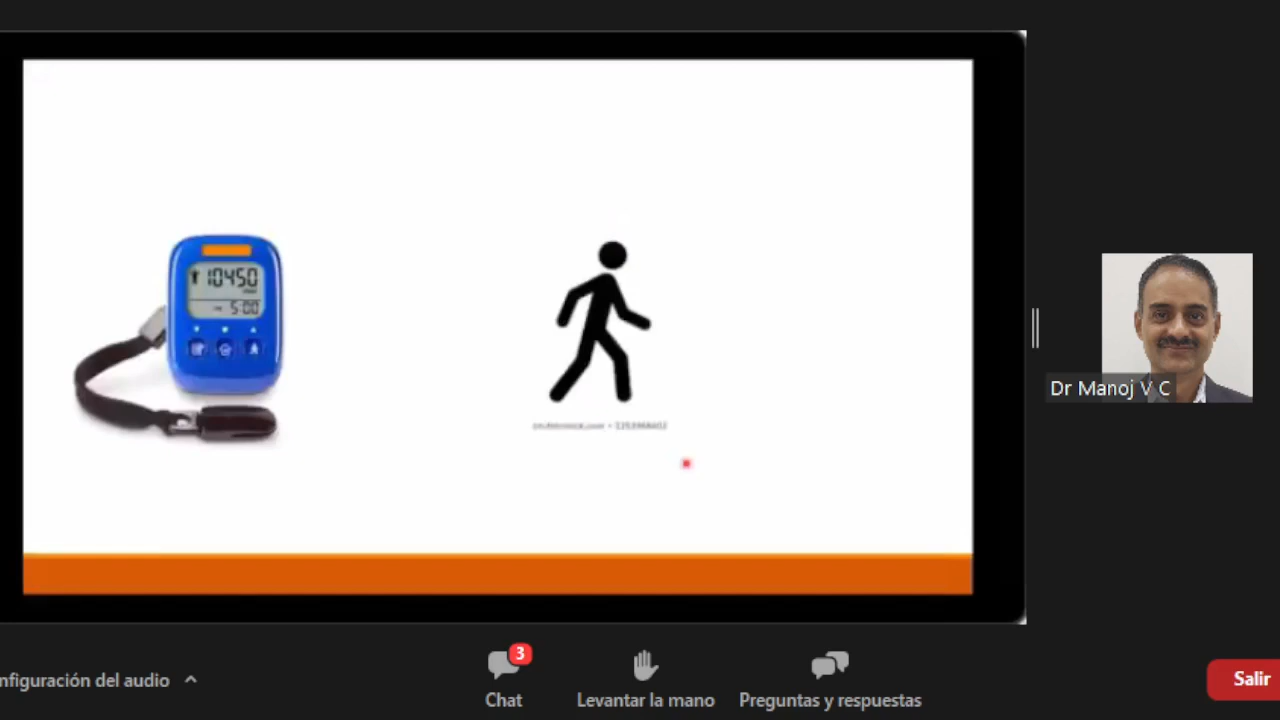 10450
5:00
Dr Manoj V C
nfiguración del audio
3
Chat
Levantar la mano
Preguntas y respuestas
Salir